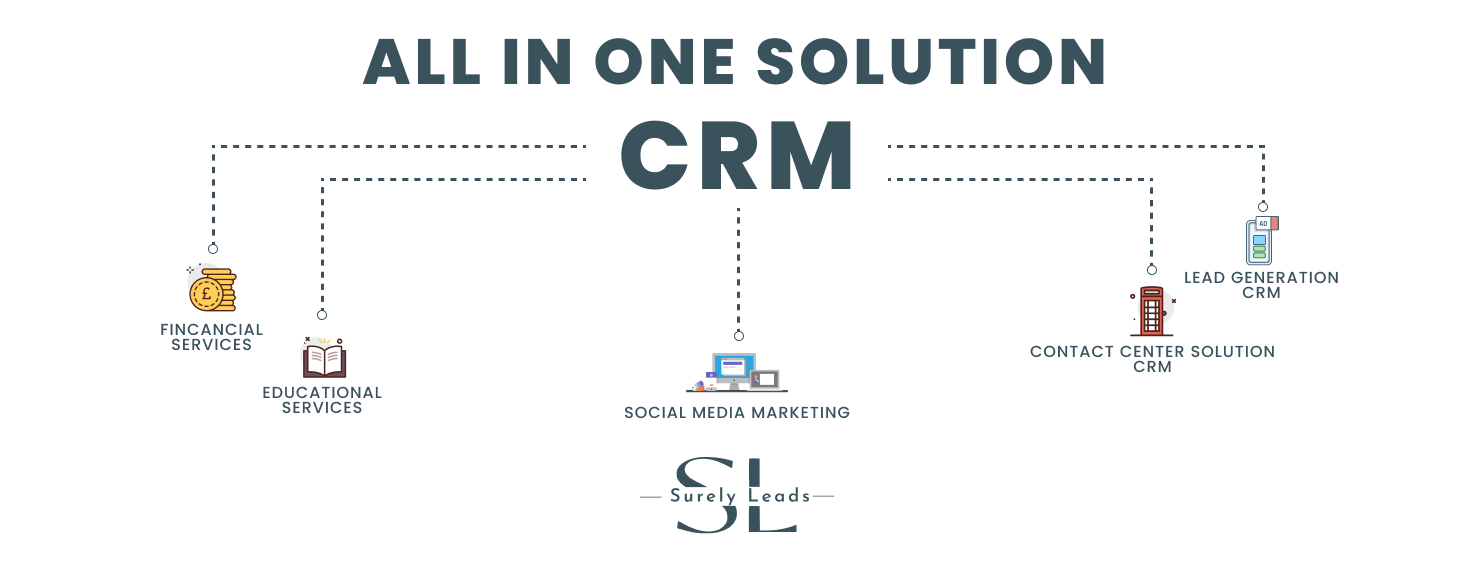 ALL IN ONE SOLUTION
CRM
FINCANCIAL
SERVICES
EDUCATIONAL
SERVICES
SOCIAL MEDIA MARKETING
CONTACT CENTER SOLUTION
CRM
AD
LEAD GENERATION
CRM
SL
Surely Leads